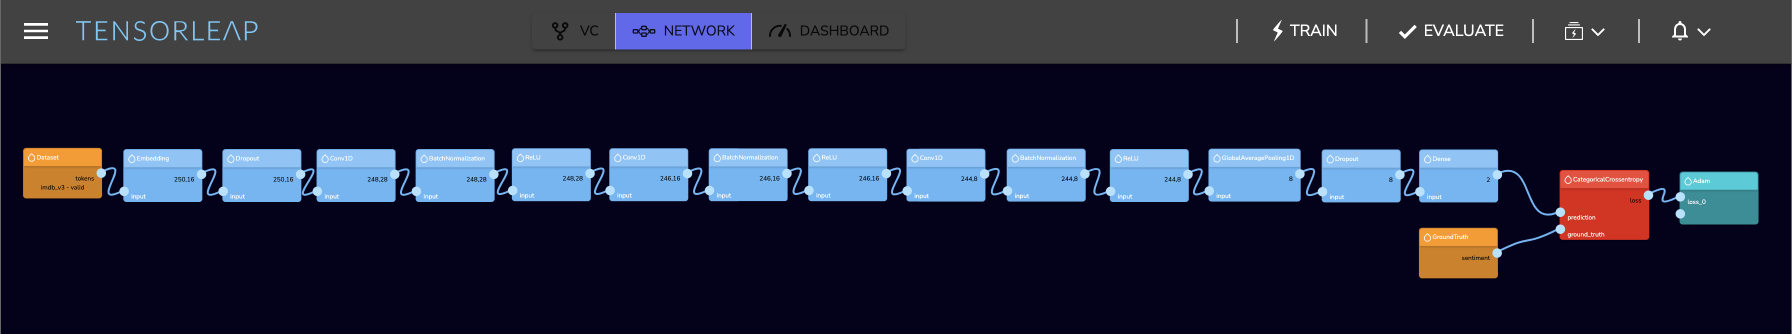 TENSORLEAP
VC
NETWORK
DASHBOARD
TRAIN
EVALUATE
Dataset
tokens
imdb_v3 - valid
Embedding
250,16
input
Dropout
250,16
input
Conv1D
248,28
input
BatchNormalization
248,28
input
ReLU
248,28
input
Conv1D
246,16
input
BatchNormalization
246,16
input
ReLU
246,16
input
Conv1D
244,8
input
BatchNormalization
244,8
input
ReLU
244,8
input
GlobalAveragePooling1D
8
input
Dropout
8
input
Dense
2
input
GroundTruth
sentiment
CategoricalCrossentropy
loss
prediction
ground_truth
Adam
loss_0